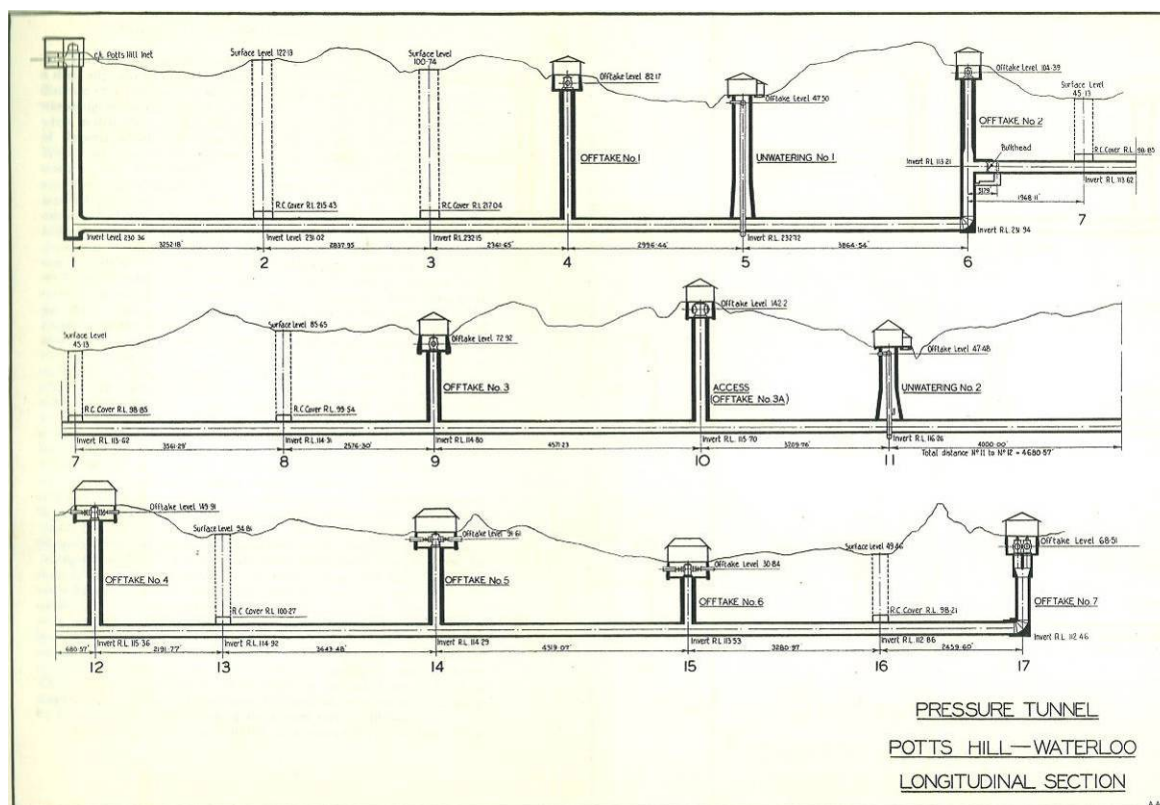 c.l. Potts Hill Inlet
Surface Level 122·13
Surface Level
100·74
Offtake Level 82·17
Offtake Level 47·50
Offtake Level 104·39
Surface Level
45·13
OFFTAKE No.1
UNWATERING No.1
OFFTAKE No.2
Bulkhead
R.C. Cover R.L. 215·43
R.C. Cover R.L. 217·04
Invert R.L. 113·21
R.C. Cover R.L. 98·85
Invert R.L. 113·62
31·79'
1968·11'
Invert Level 230·36
Invert Level 231·02
Invert R.L. 232·15
Invert R.L. 232·72
Invert R.L. 231·94
3252·18'
2837·95
2341·65'
2996·44'
3864·54'
1 2 3 4 5 6 7
Surface Level
45·13
Surface Level 85·65
Offtake Level 72·92
Offtake Level 142·2
Offtake Level 47·48
OFFTAKE No.3
ACCESS
(OFFTAKE No.3A)
UNWATERING No.2
R.C. Cover R.L. 98·85
R.C. Cover R.L. 99·54
Invert R.L. 113·62
Invert R.L. 114·31
Invert R.L. 114·80
Invert R.L. 115·70
Invert R.L. 116·26
3561·29'
2576·30'
4571·23
3209·76'
4000·00'
Total distance Nº 11 to Nº 12 = 4680·57'
7 8 9 10 11
Offtake Level 149·91
Surface Level 94·81
Offtake Level 91·61
Offtake Level 30·84
Surface Level 49·46
Offtake Level 68·51
OFFTAKE No.4
OFFTAKE No.5
OFFTAKE No.6
OFFTAKE No.7
R.C. Cover R.L. 100·27
R.C. Cover R.L. 98·21
Invert R.L. 115·36
Invert R.L. 114·92
Invert R.L. 114·29
Invert R.L. 113·53
Invert R.L. 112·86
Invert R.L. 112·46
680·57'
2191·77'
3643·48'
4519·07'
3280·97'
2459·60'
12 13 14 15 16 17
PRESSURE TUNNEL
POTTS HILL—WATERLOO
LONGITUDINAL SECTION